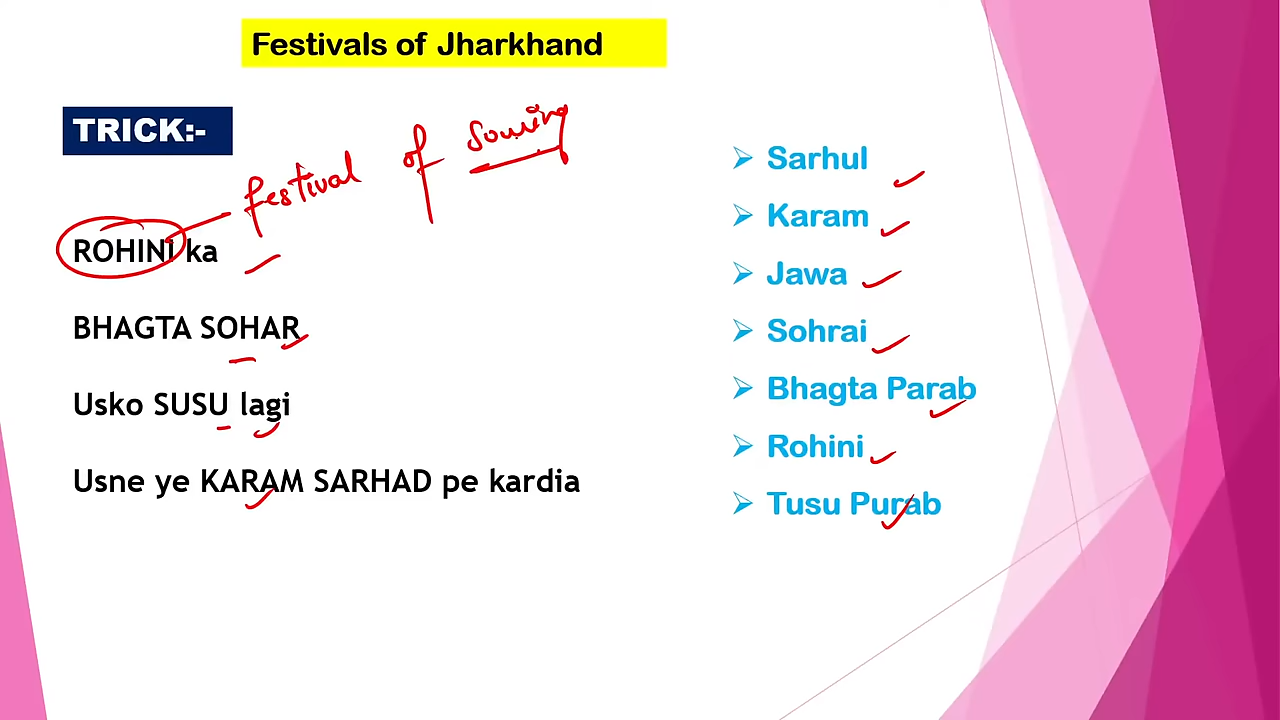 Festivals of Jharkhand
TRICK:-
festival of sowing
ROHINI ka
BHAGTA SOHAR
Usko SUSU lagi
Usne ye KARAM SARHAD pe kardia
Sarhul
Karam
Jawa
Sohrai
Bhagta Parab
Rohini
Tusu Purab